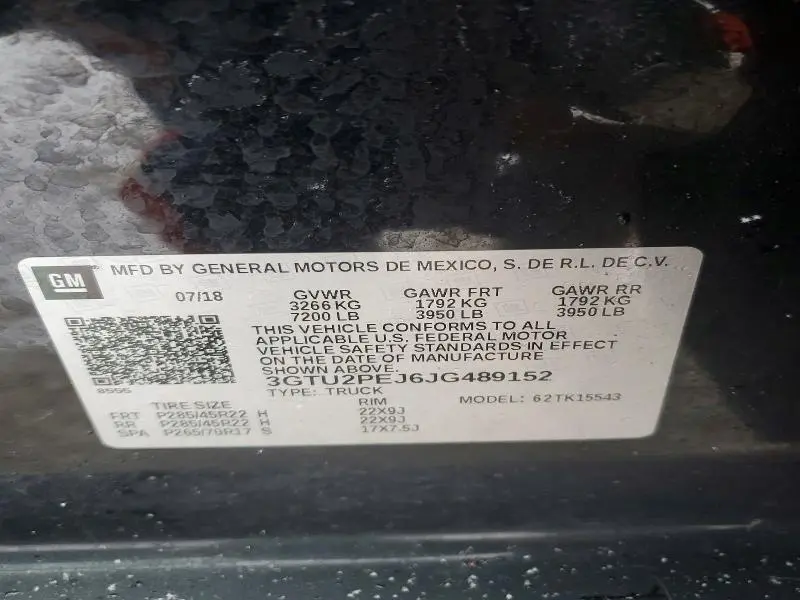 GM MFD BY GENERAL MOTORS DE MEXICO, S. DE R.L. DE C.V.
07/18 GVWR GAWR FRT GAWR RR
3266 KG 1792 KG 1792 KG
7200 LB 3950 LB 3950 LB
THIS VEHICLE CONFORMS TO ALL
APPLICABLE U.S. FEDERAL MOTOR
VEHICLE SAFETY STANDARDS IN EFFECT
ON THE DATE OF MANUFACTURE
SHOWN ABOVE.
8555
3GTU2PEJ6JG489152
TYPE: TRUCK MODEL: 62TK15543
TIRE SIZE RIM
FRT P285/45R22 H 22X9J
RR P285/45R22 H 22X9J
SPA P265/70R17 S 17X7.5J